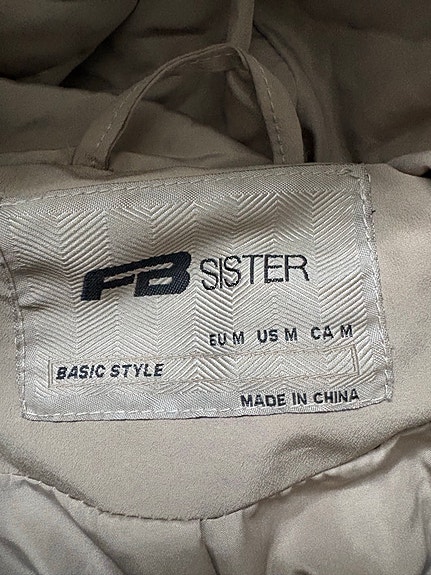 FB SISTER
EU M US M CA M
BASIC STYLE
MADE IN CHINA